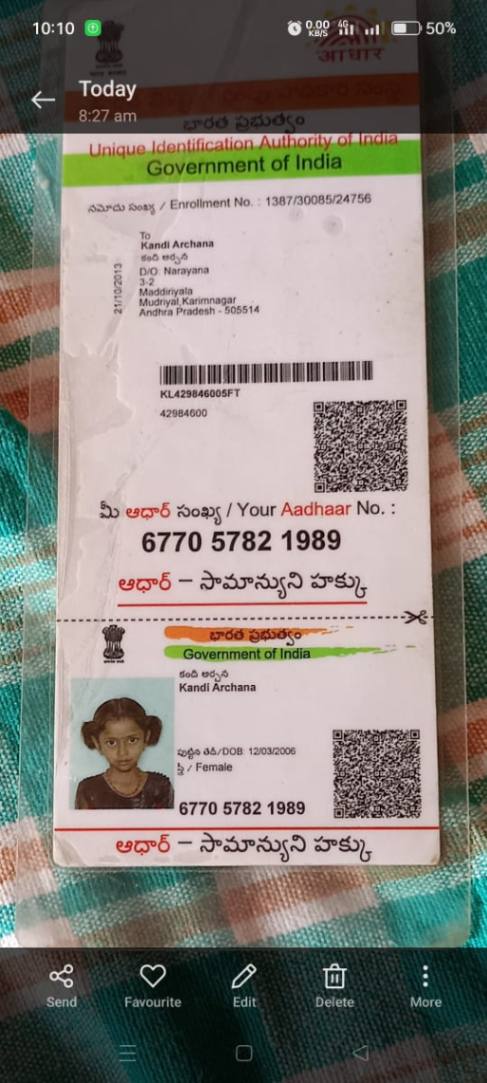 10:10
0.00 KB/S 4G 50%
आधार
Today
8:27 am
భారత ప్రభుత్వం
Unique Identification Authority of India
Government of India
నమోదు సంఖ్య / Enrollment No. : 1387/30085/24756
21/10/2013
To
Kandi Archana
కంది అర్చన
D/O: Narayana
3-2
Maddiriyala
Mudriyal,Karimnagar
Andhra Pradesh - 505514
KL429846005FT
42984600
మీ ఆధార్ సంఖ్య / Your Aadhaar No. :
6770 5782 1989
ఆధార్ – సామాన్యుని హక్కు
భారత ప్రభుత్వం
Government of India
కంది అర్చన
Kandi Archana
పుట్టిన తేదీ/DOB: 12/03/2006
స్త్రీ / Female
6770 5782 1989
ఆధార్ – సామాన్యుని హక్కు
Send Favourite Edit Delete More